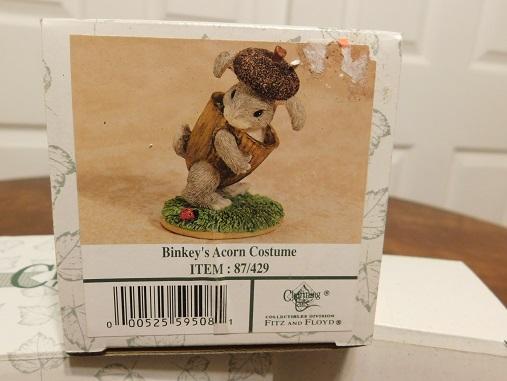 Binkey's Acorn Costume
ITEM : 87/429
0 00525 59508 1
Charming Tails ®
COLLECTIBLES DIVISION
FITZ AND FLOYD ®